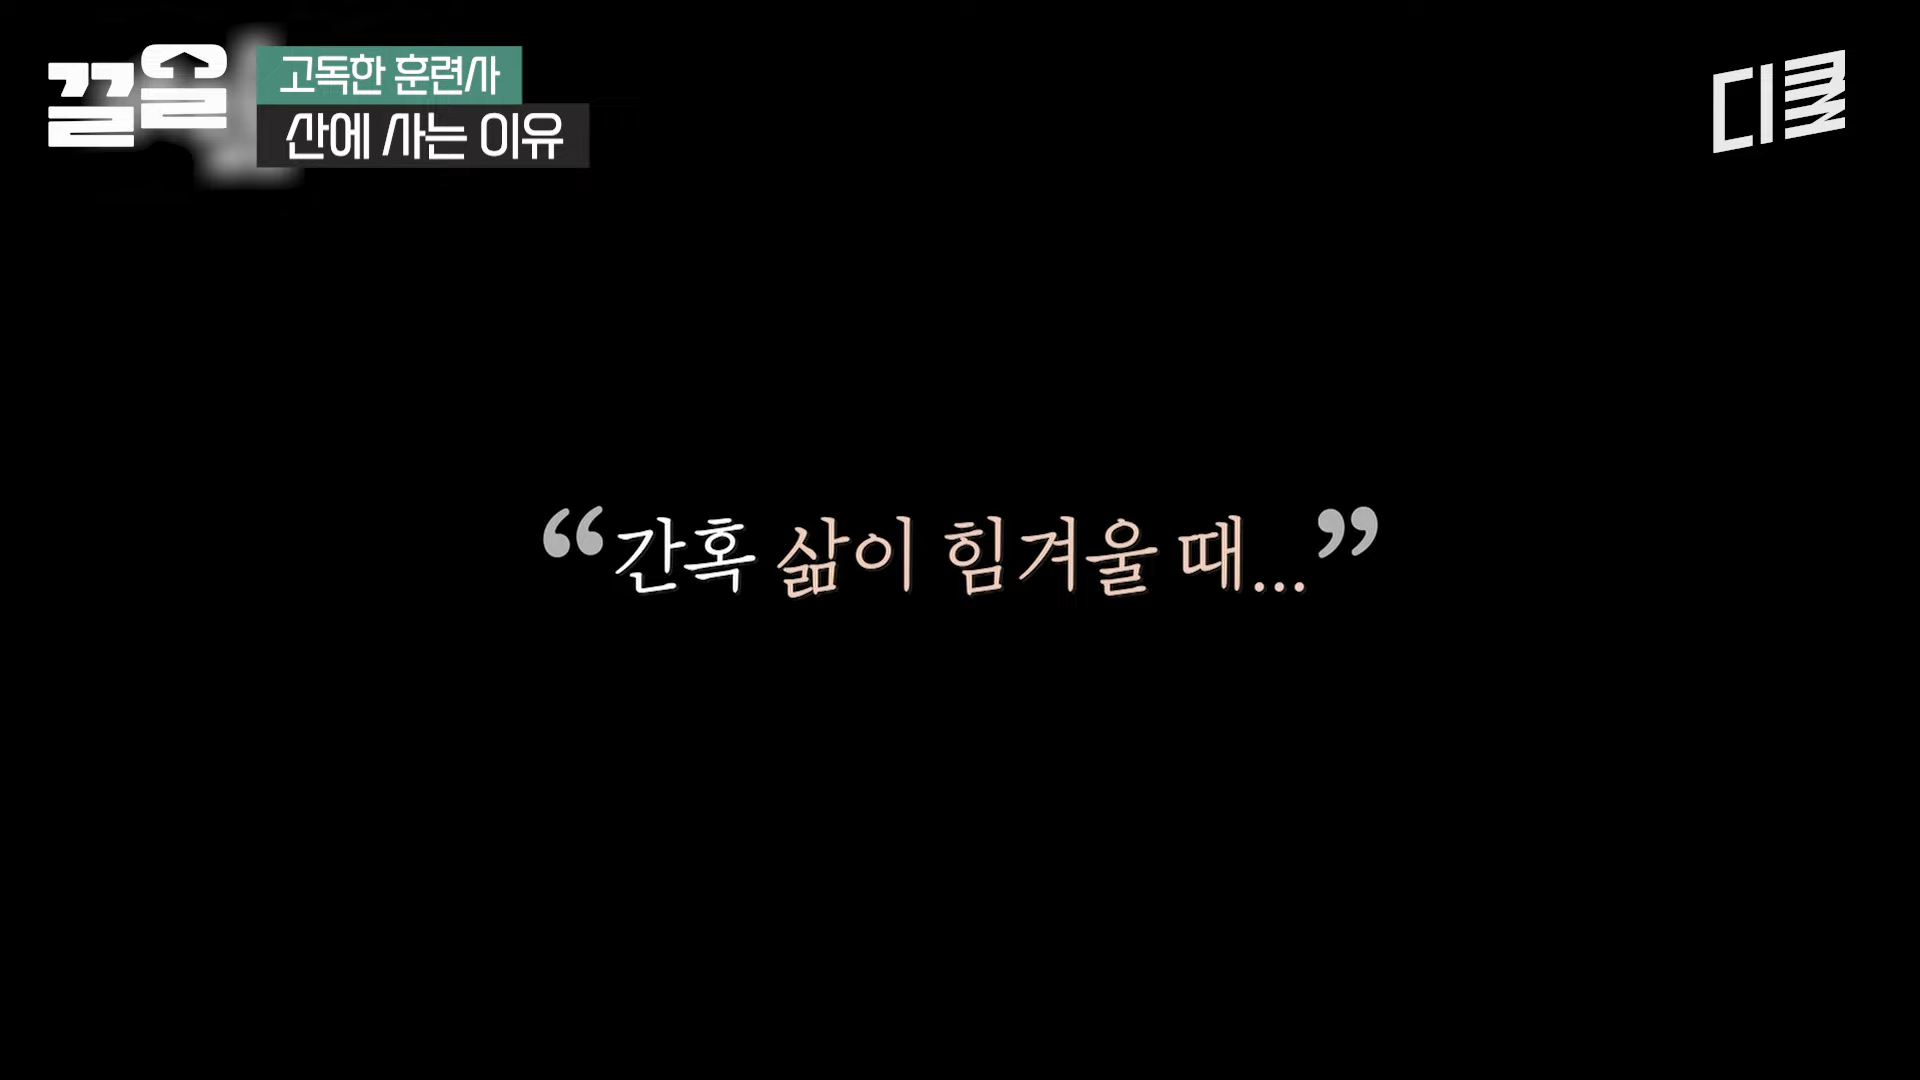 끌올
고독한 훈련사
산에 사는 이유
디글
“간혹 삶이 힘겨울 때...”